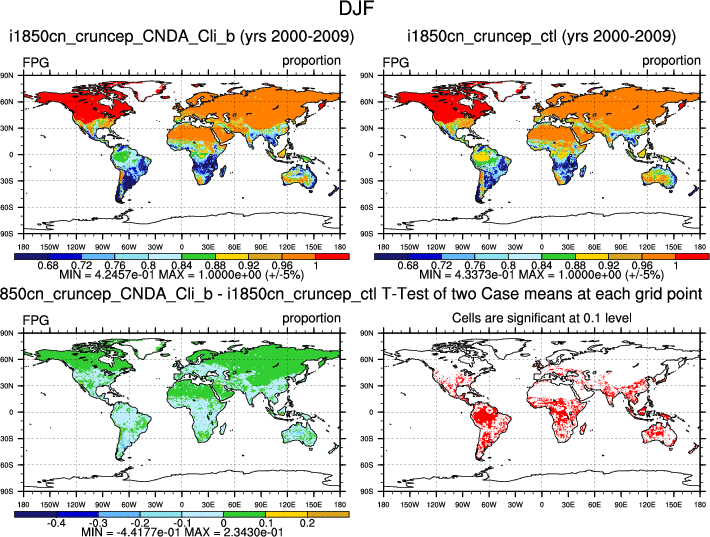 DJF
i1850cn_cruncep_CNDA_Cli_b (yrs 2000-2009)
i1850cn_cruncep_ctl (yrs 2000-2009)
FPG proportion
FPG proportion
90N
60N
30N
0
30S
60S
90S
180 150W 120W 90W 60W 30W 0 30E 60E 90E 120E 150E 180
0.68 0.72 0.76 0.8 0.84 0.88 0.92 0.96 1
MIN = 4.2457e-01 MAX = 1.0000e+00 (+/-5%)
90N
60N
30N
0
30S
60S
90S
180 150W 120W 90W 60W 30W 0 30E 60E 90E 120E 150E 180
0.68 0.72 0.76 0.8 0.84 0.88 0.92 0.96 1
MIN = 4.3373e-01 MAX = 1.0000e+00 (+/-5%)
850cn_cruncep_CNDA_Cli_b - i1850cn_cruncep_ctl T-Test of two Case means at each grid point
FPG proportion
Cells are significant at 0.1 level
90N
60N
30N
0
30S
60S
90S
180 150W 120W 90W 60W 30W 0 30E 60E 90E 120E 150E 180
-0.4 -0.3 -0.2 -0.1 0 0.1 0.2
MIN = -4.4177e-01 MAX = 2.3430e-01
90N
60N
30N
0
30S
60S
90S
180 150W 120W 90W 60W 30W 0 30E 60E 90E 120E 150E 180